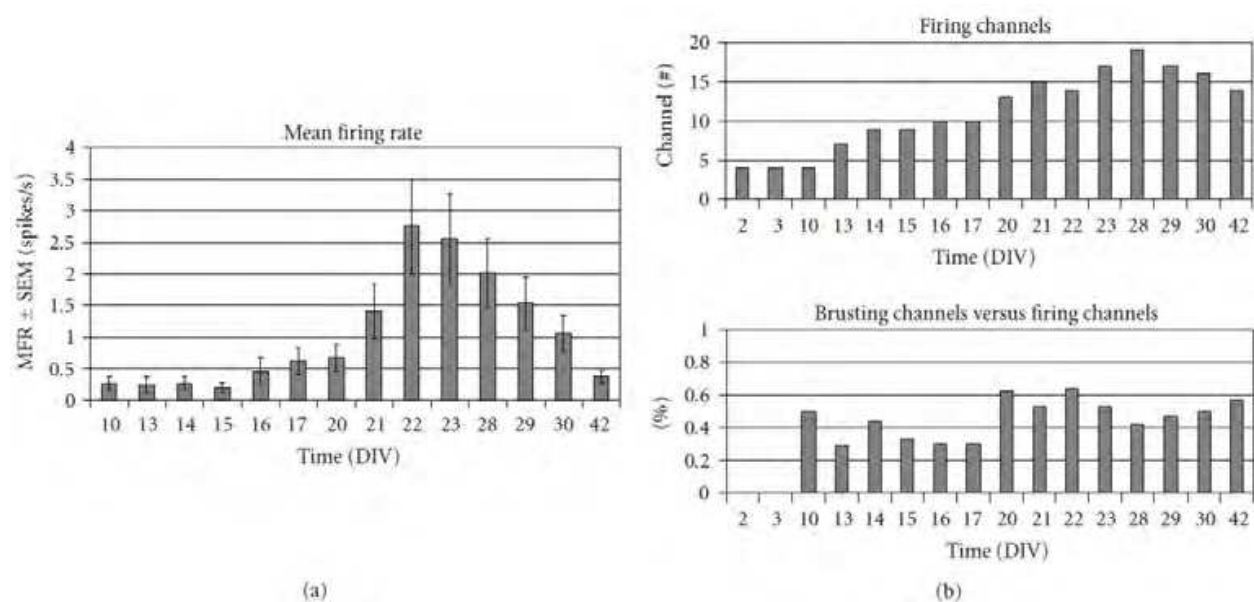 Mean firing rate
MFR ± SEM (spikes/s)
4
3.5
3
2.5
2
1.5
1
0.5
0
10 13 14 15 16 17 20 21 22 23 28 29 30 42
Time (DIV)
(a)
Firing channels
Channel (#)
20
15
10
5
0
2 3 10 13 14 15 16 17 20 21 22 23 28 29 30 42
Time (DIV)
Brusting channels versus firing channels
(%)
1
0.8
0.6
0.4
0.2
0
2 3 10 13 14 15 16 17 20 21 22 23 28 29 30 42
Time (DIV)
(b)